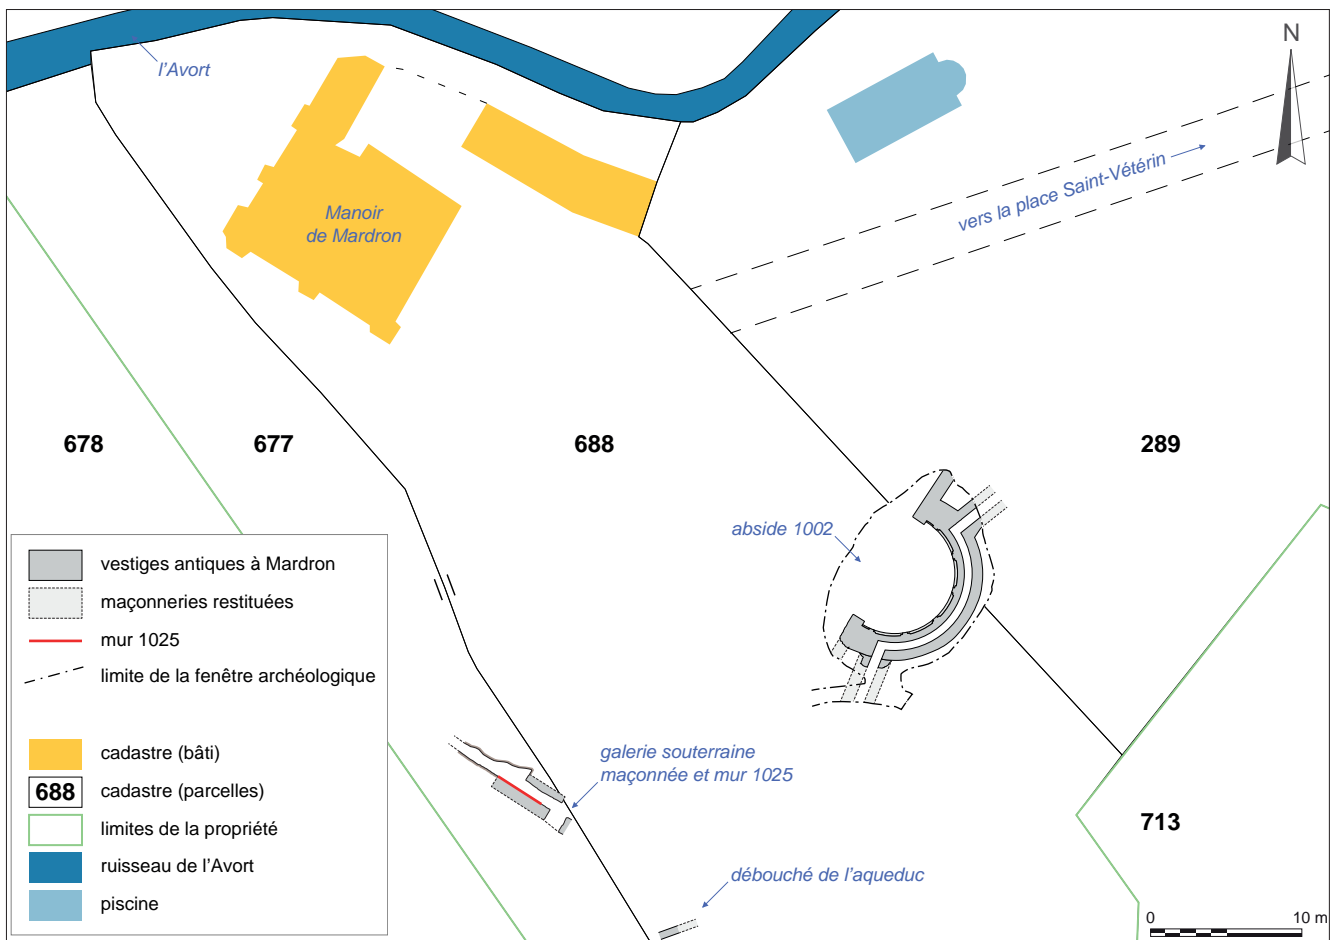 N
l'Avort
vers la place Saint-Vétérin
Manoir
de Mardron
678
677
688
289
abside 1002
vestiges antiques à Mardron
maçonneries restituées
mur 1025
limite de la fenêtre archéologique
cadastre (bâti)
688
cadastre (parcelles)
limites de la propriété
ruisseau de l'Avort
piscine
galerie souterraine
maçonnée et mur 1025
713
débouché de l'aqueduc
0
10 m